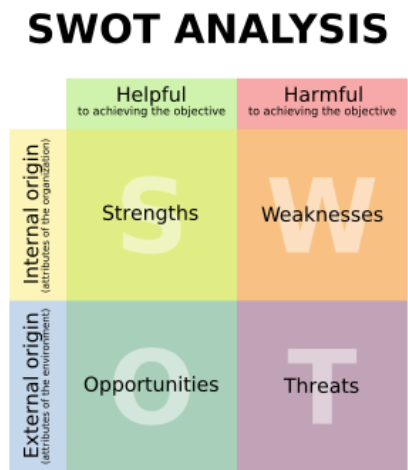 SWOT ANALYSIS
Helpful
to achieving the objective
Harmful
to achieving the objective
Internal origin
(attributes of the organization)
S
Strengths
W
Weaknesses
External origin
(attributes of the environment)
O
Opportunities
T
Threats